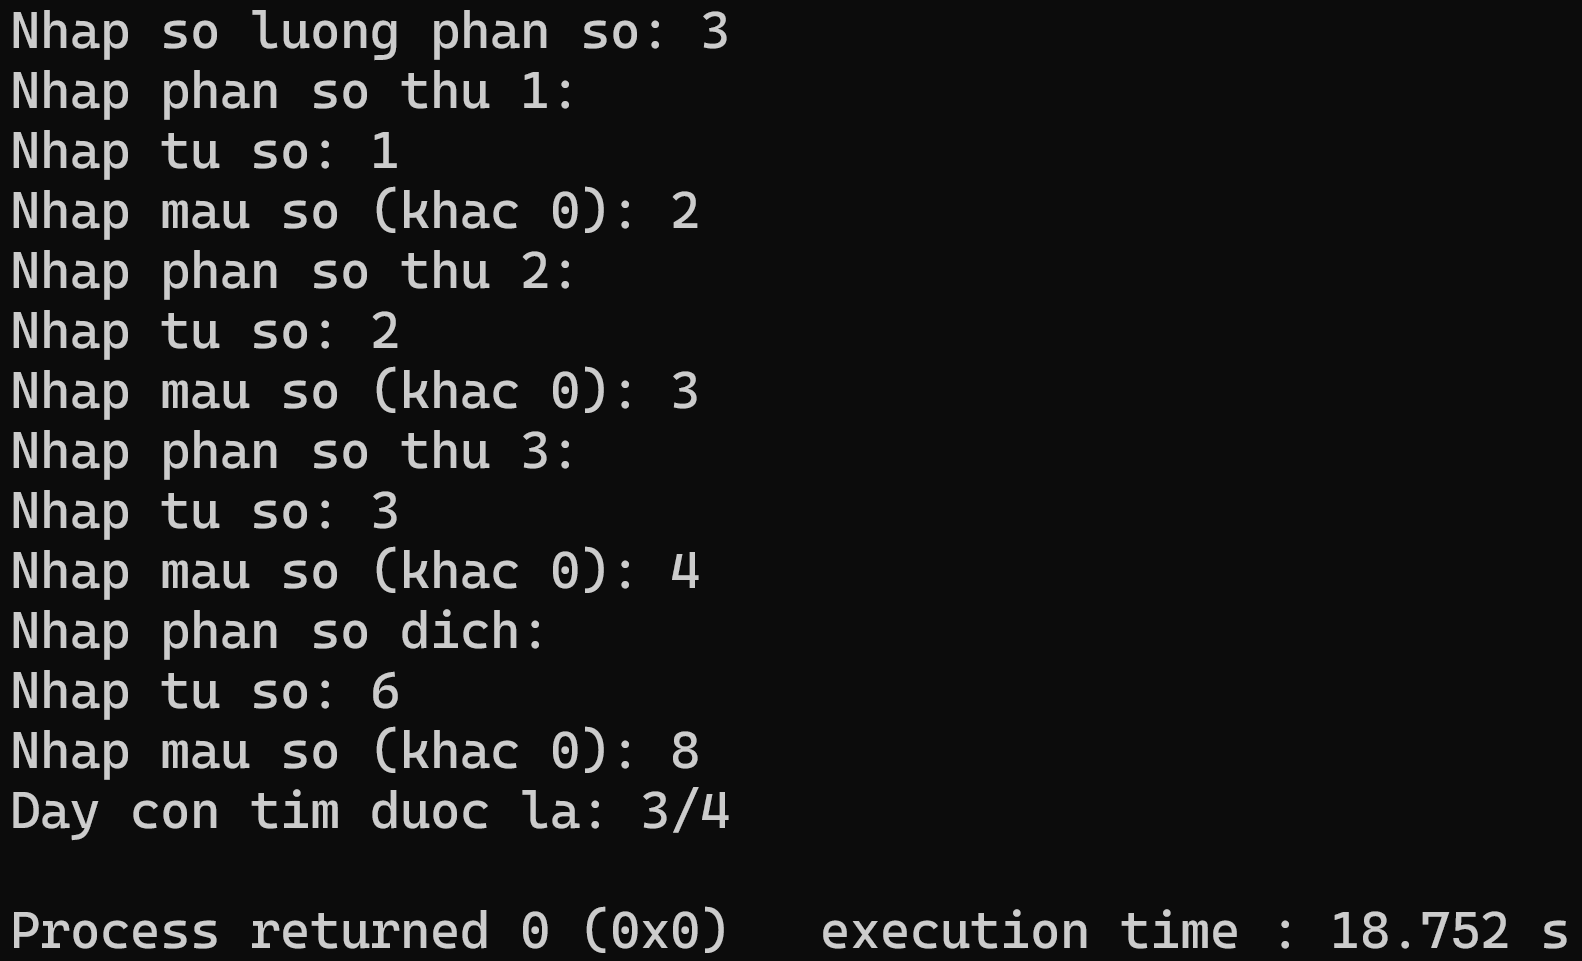 Nhap so luong phan so: 3
Nhap phan so thu 1:
Nhap tu so: 1
Nhap mau so (khac 0): 2
Nhap phan so thu 2:
Nhap tu so: 2
Nhap mau so (khac 0): 3
Nhap phan so thu 3:
Nhap tu so: 3
Nhap mau so (khac 0): 4
Nhap phan so dich:
Nhap tu so: 6
Nhap mau so (khac 0): 8
Day con tim duoc la: 3/4
Process returned 0 (0x0)   execution time : 18.752 s